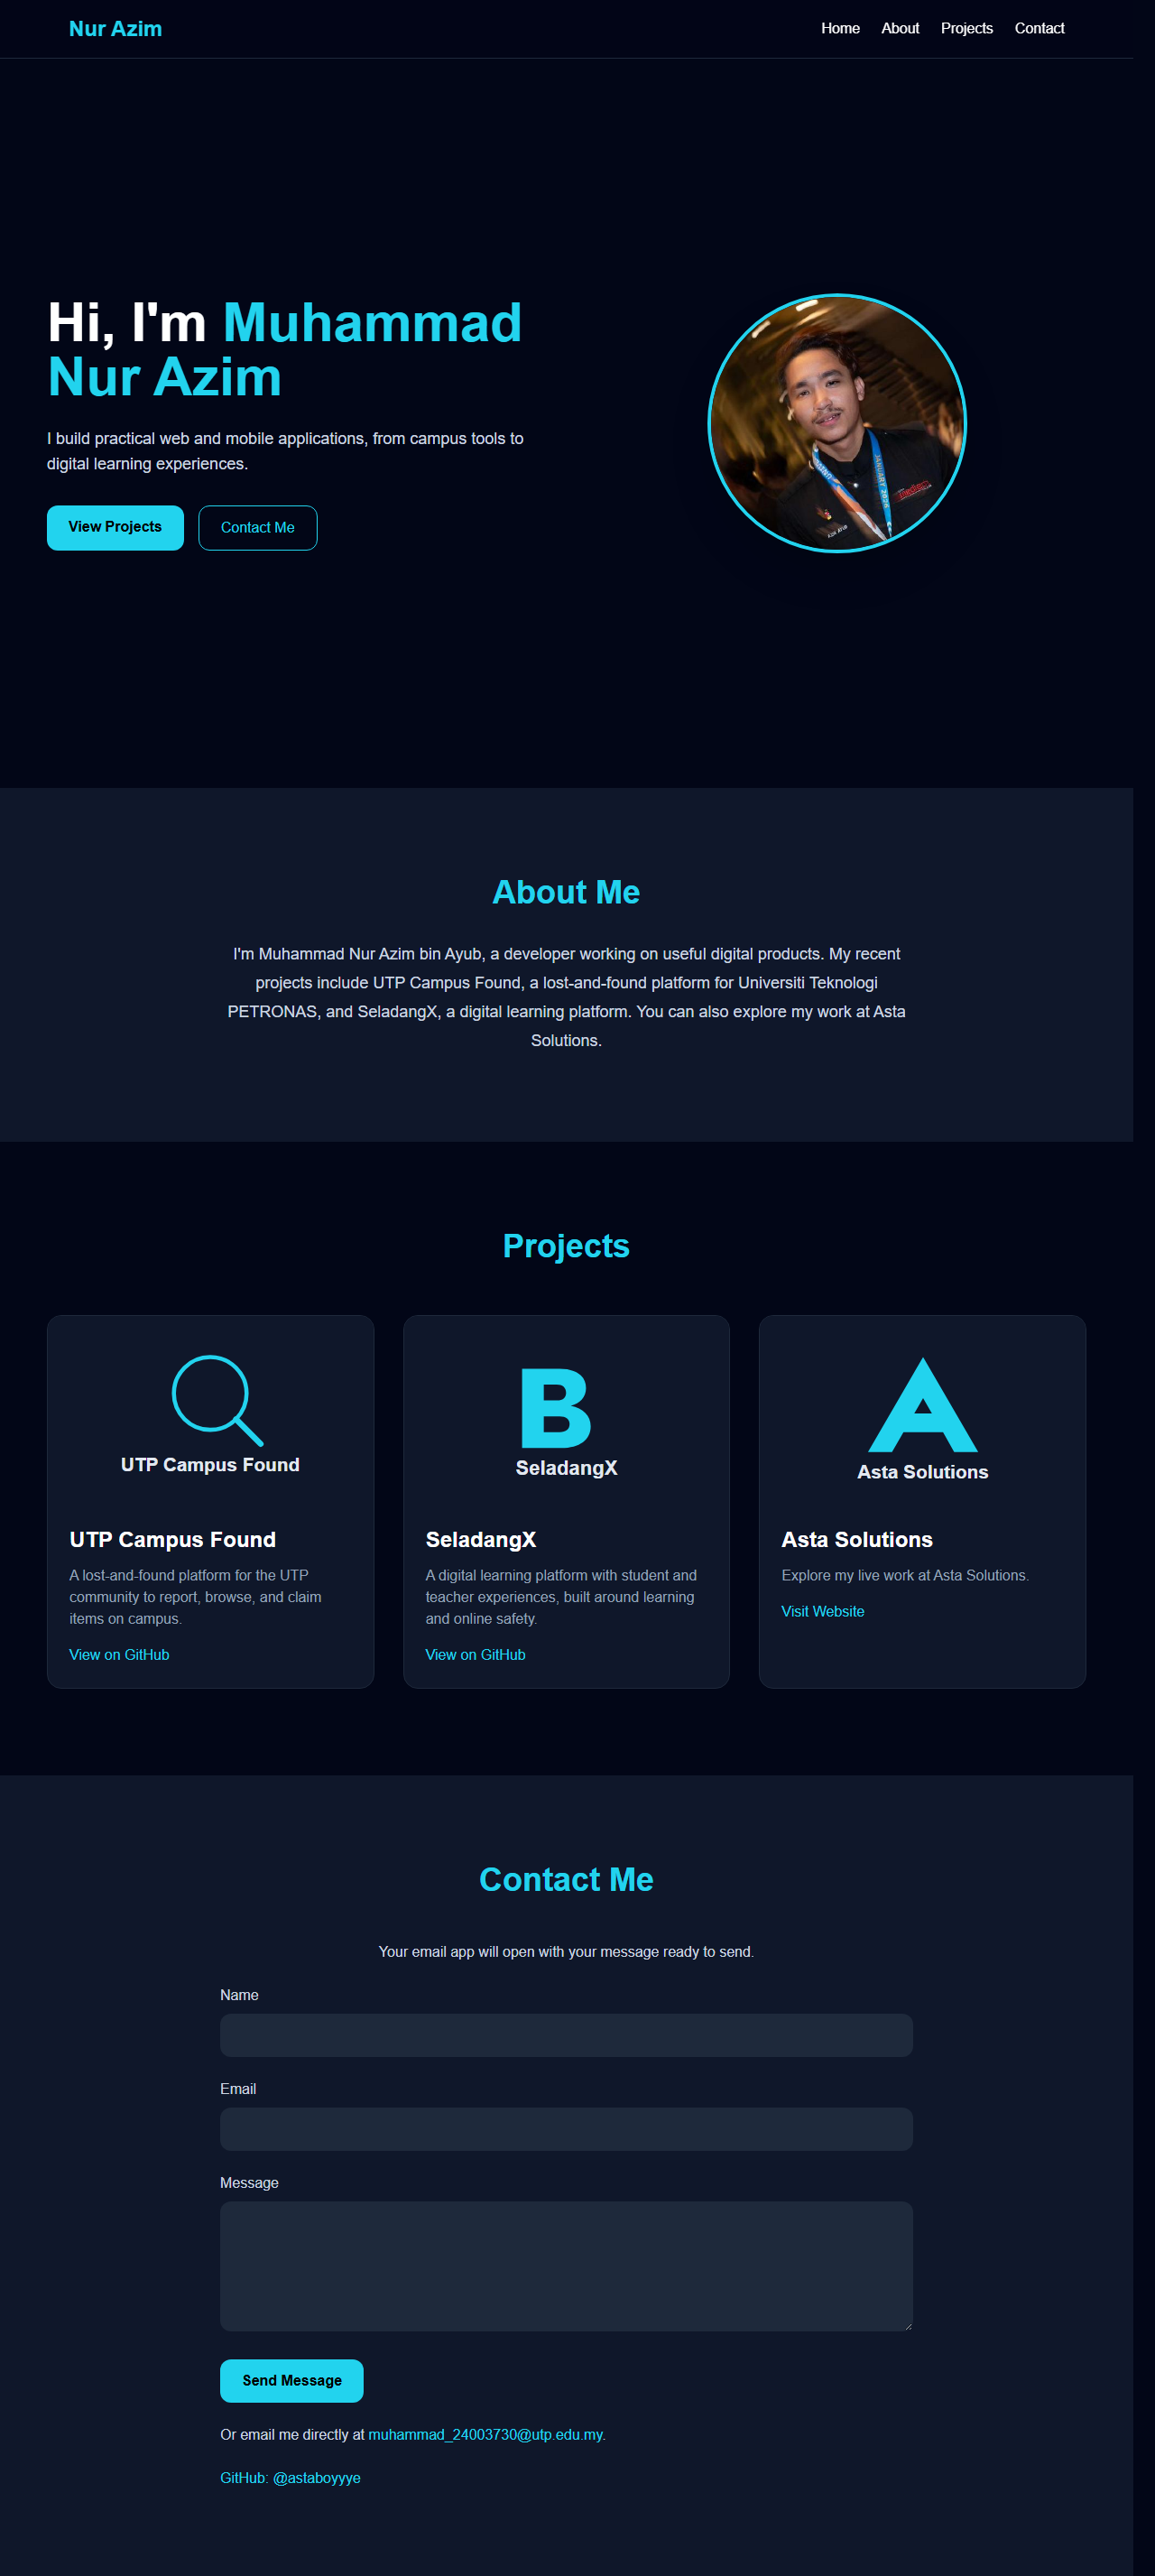 Nur Azim
Home About Projects Contact
Hi, I'm Muhammad
Nur Azim
I build practical web and mobile applications, from campus tools to
digital learning experiences.
View Projects Contact Me
JANUARY 2026
About Me
I'm Muhammad Nur Azim bin Ayub, a developer working on useful digital products. My recent
projects include UTP Campus Found, a lost-and-found platform for Universiti Teknologi
PETRONAS, and SeladangX, a digital learning platform. You can also explore my work at Asta
Solutions.
Projects
UTP Campus Found
UTP Campus Found
A lost-and-found platform for the UTP
community to report, browse, and claim
items on campus.
View on GitHub
B
SeladangX
SeladangX
A digital learning platform with student and
teacher experiences, built around learning
and online safety.
View on GitHub
A
Asta Solutions
Asta Solutions
Explore my live work at Asta Solutions.
Visit Website
Contact Me
Your email app will open with your message ready to send.
Name
Email
Message
Send Message
Or email me directly at muhammad_24003730@utp.edu.my.
GitHub: @astaboyyye